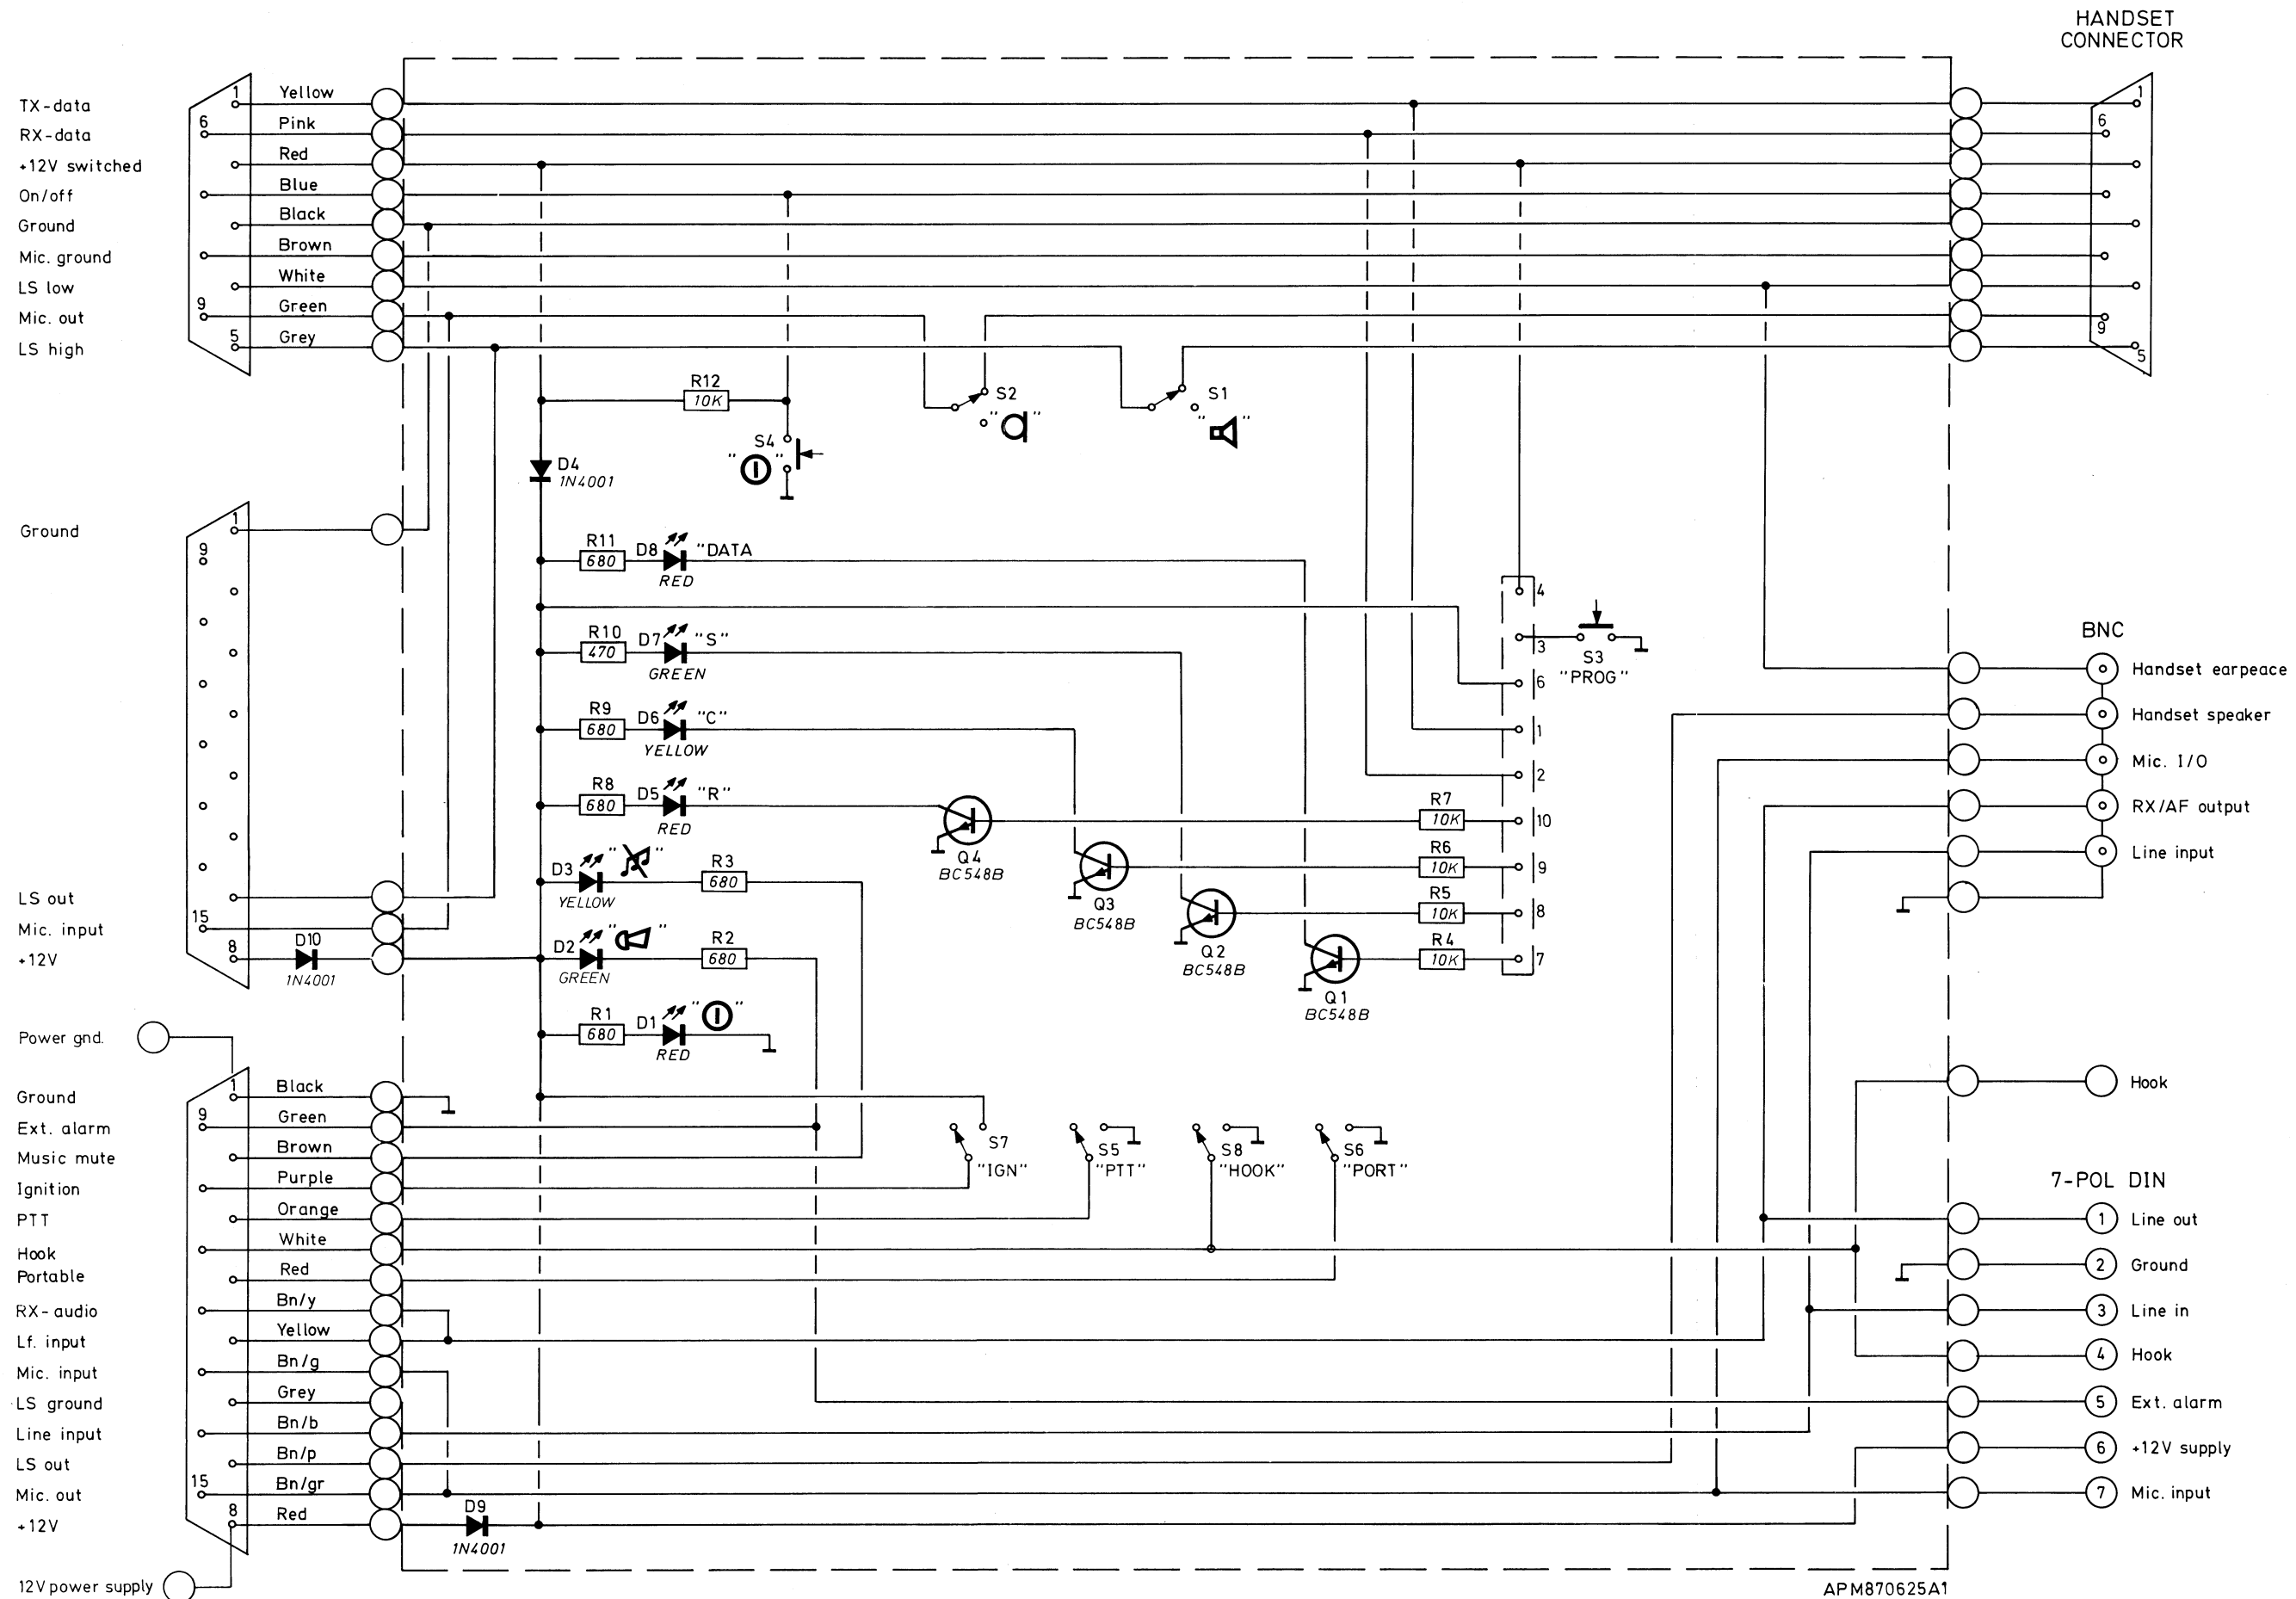 HANDSET
CONNECTOR
TX-data
1
Yellow
1
RX-data
6
Pink
6
+12V switched
Red
On/off
Blue
Ground
Black
Mic. ground
Brown
LS low
White
Mic. out
9
Green
9
LS high
5
Grey
5
R12
10K
S2
" "
S1
" "
S4
" "
D4
1N4001
Ground
1
9
R11
680
D8
"DATA
RED
4
R10
470
D7
"S"
GREEN
3
S3
"PROG"
6
BNC
Handset earpeace
R9
680
D6
"C"
YELLOW
1
Handset speaker
2
Mic. I/O
R8
680
D5
"R"
RED
R7
10K
10
RX/AF output
Q4
BC548B
R6
10K
9
Line input
D3
" "
YELLOW
R3
680
Q3
BC548B
LS out
R5
10K
8
Mic. input
15
Q2
BC548B
D2
" "
GREEN
R2
680
R4
10K
7
+12V
8
D10
1N4001
Q1
BC548B
R1
680
D1
" "
RED
Power gnd.
Hook
Ground
1
Black
Ext. alarm
9
Green
Music mute
Brown
S7
"IGN"
S5
"PTT"
S8
"HOOK"
S6
"PORT"
7-POL DIN
Ignition
Purple
PTT
Orange
1
Line out
Hook
White
2
Ground
Portable
Red
RX-audio
Bn/y
3
Line in
Lf. input
Yellow
4
Hook
Mic. input
Bn/g
LS ground
Grey
5
Ext. alarm
Line input
Bn/b
6
+12V supply
LS out
Bn/p
Mic. out
15
Bn/gr
7
Mic. input
+12V
8
Red
D9
1N4001
12V power supply
APM870625A1